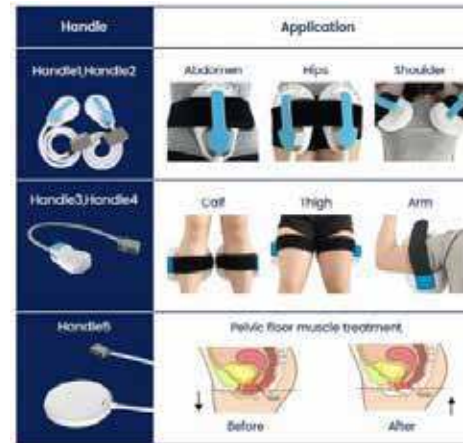 Handle
Application
Handle1,Handle2
Abdomen
Hips
Shoulder
Handle3,Handle4
Calf
Thigh
Arm
Handle5
Pelvic floor muscle treatment
Before
After